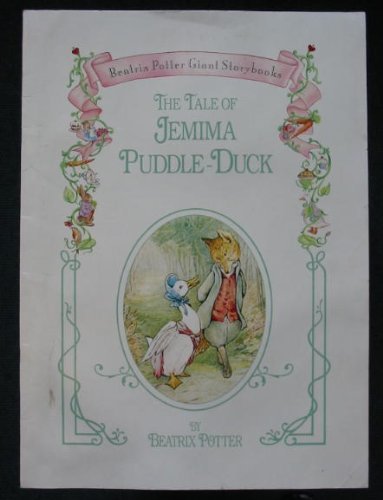 Beatrix Potter Giant Storybooks
THE TALE OF
JEMIMA
PUDDLE-DUCK
BY
BEATRIX POTTER